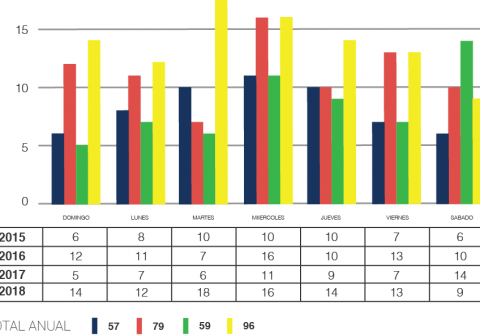 15
10
5
0
DOMINGO LUNES MARTES MIIERCOLES JUEVES VIERNES SABADO
2015 6 8 10 10 10 7 6
2016 12 11 7 16 10 13 10
2017 5 7 6 11 9 7 14
2018 14 12 18 16 14 13 9
OTAL ANUAL 57 79 59 96